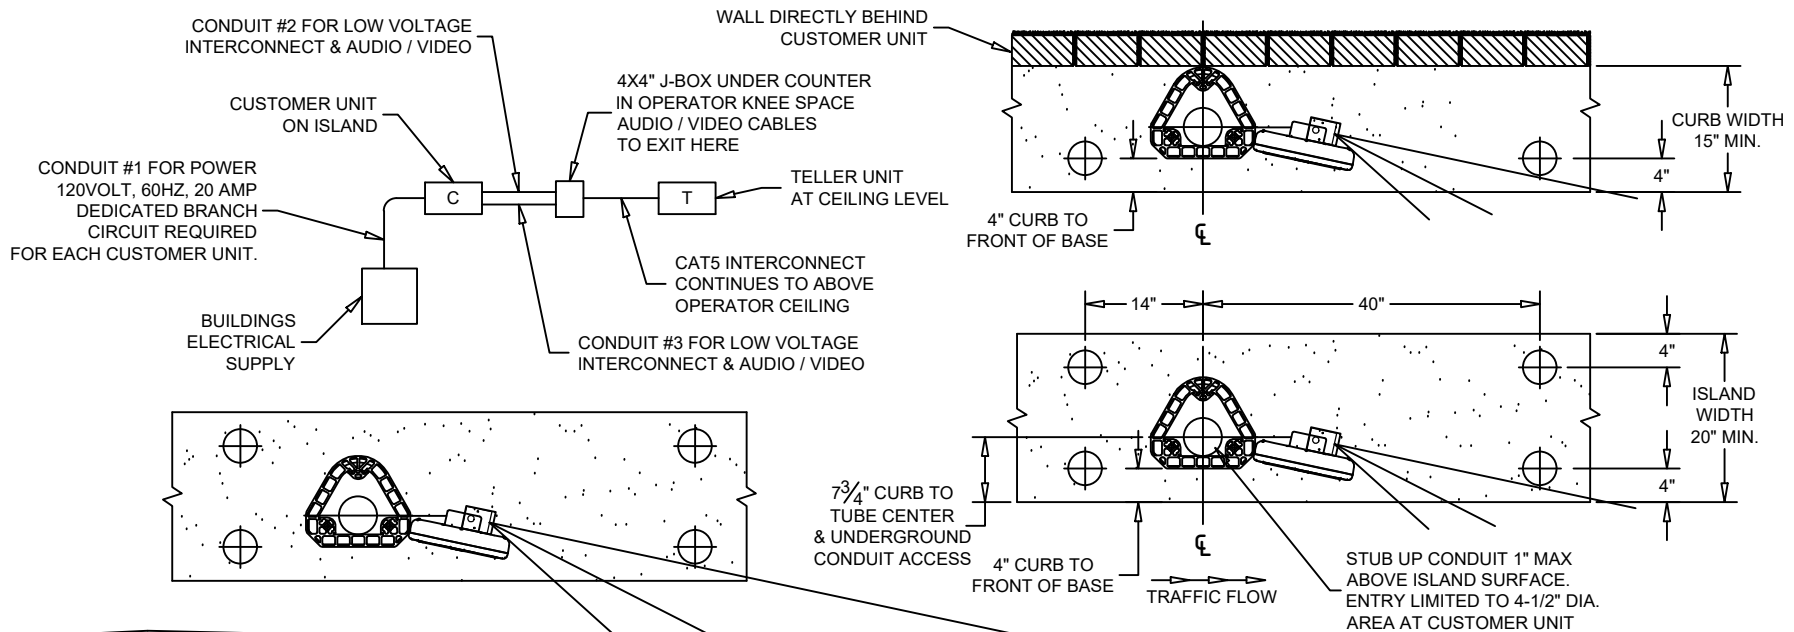 CONDUIT #2 FOR LOW VOLTAGE
INTERCONNECT & AUDIO / VIDEO
CUSTOMER UNIT
ON ISLAND
4X4" J-BOX UNDER COUNTER
IN OPERATOR KNEE SPACE
AUDIO / VIDEO CABLES
TO EXIT HERE
CONDUIT #1 FOR POWER
120VOLT, 60HZ, 20 AMP
DEDICATED BRANCH
CIRCUIT REQUIRED
FOR EACH CUSTOMER UNIT.
C
T
TELLER UNIT
AT CEILING LEVEL
CAT5 INTERCONNECT
CONTINUES TO ABOVE
OPERATOR CEILING
BUILDINGS
ELECTRICAL
SUPPLY
CONDUIT #3 FOR LOW VOLTAGE
INTERCONNECT & AUDIO / VIDEO
WALL DIRECTLY BEHIND
CUSTOMER UNIT
CURB WIDTH
15" MIN.
4"
4" CURB TO
FRONT OF BASE
℄
14"
40"
4"
ISLAND
WIDTH
20" MIN.
4"
7 3/4" CURB TO
TUBE CENTER
& UNDERGROUND
CONDUIT ACCESS
4" CURB TO
FRONT OF BASE
℄
TRAFFIC FLOW
STUB UP CONDUIT 1" MAX
ABOVE ISLAND SURFACE.
ENTRY LIMITED TO 4-1/2" DIA.
AREA AT CUSTOMER UNIT